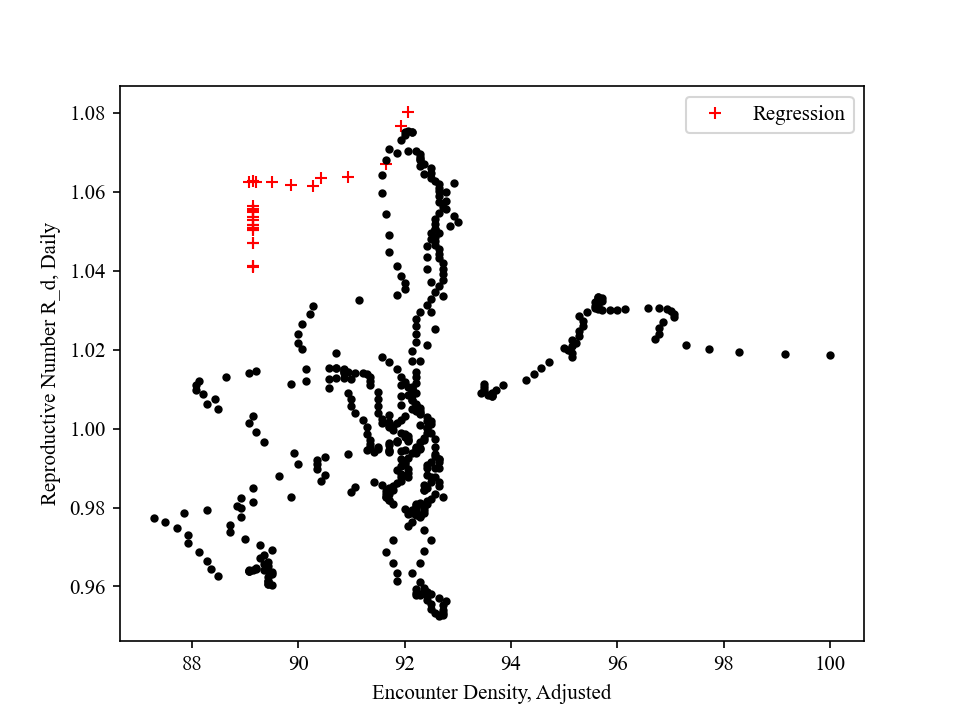 Regression
1.08
1.06
1.04
1.02
1.00
0.98
0.96
Reproductive Number R_d, Daily
88 90 92 94 96 98 100
Encounter Density, Adjusted